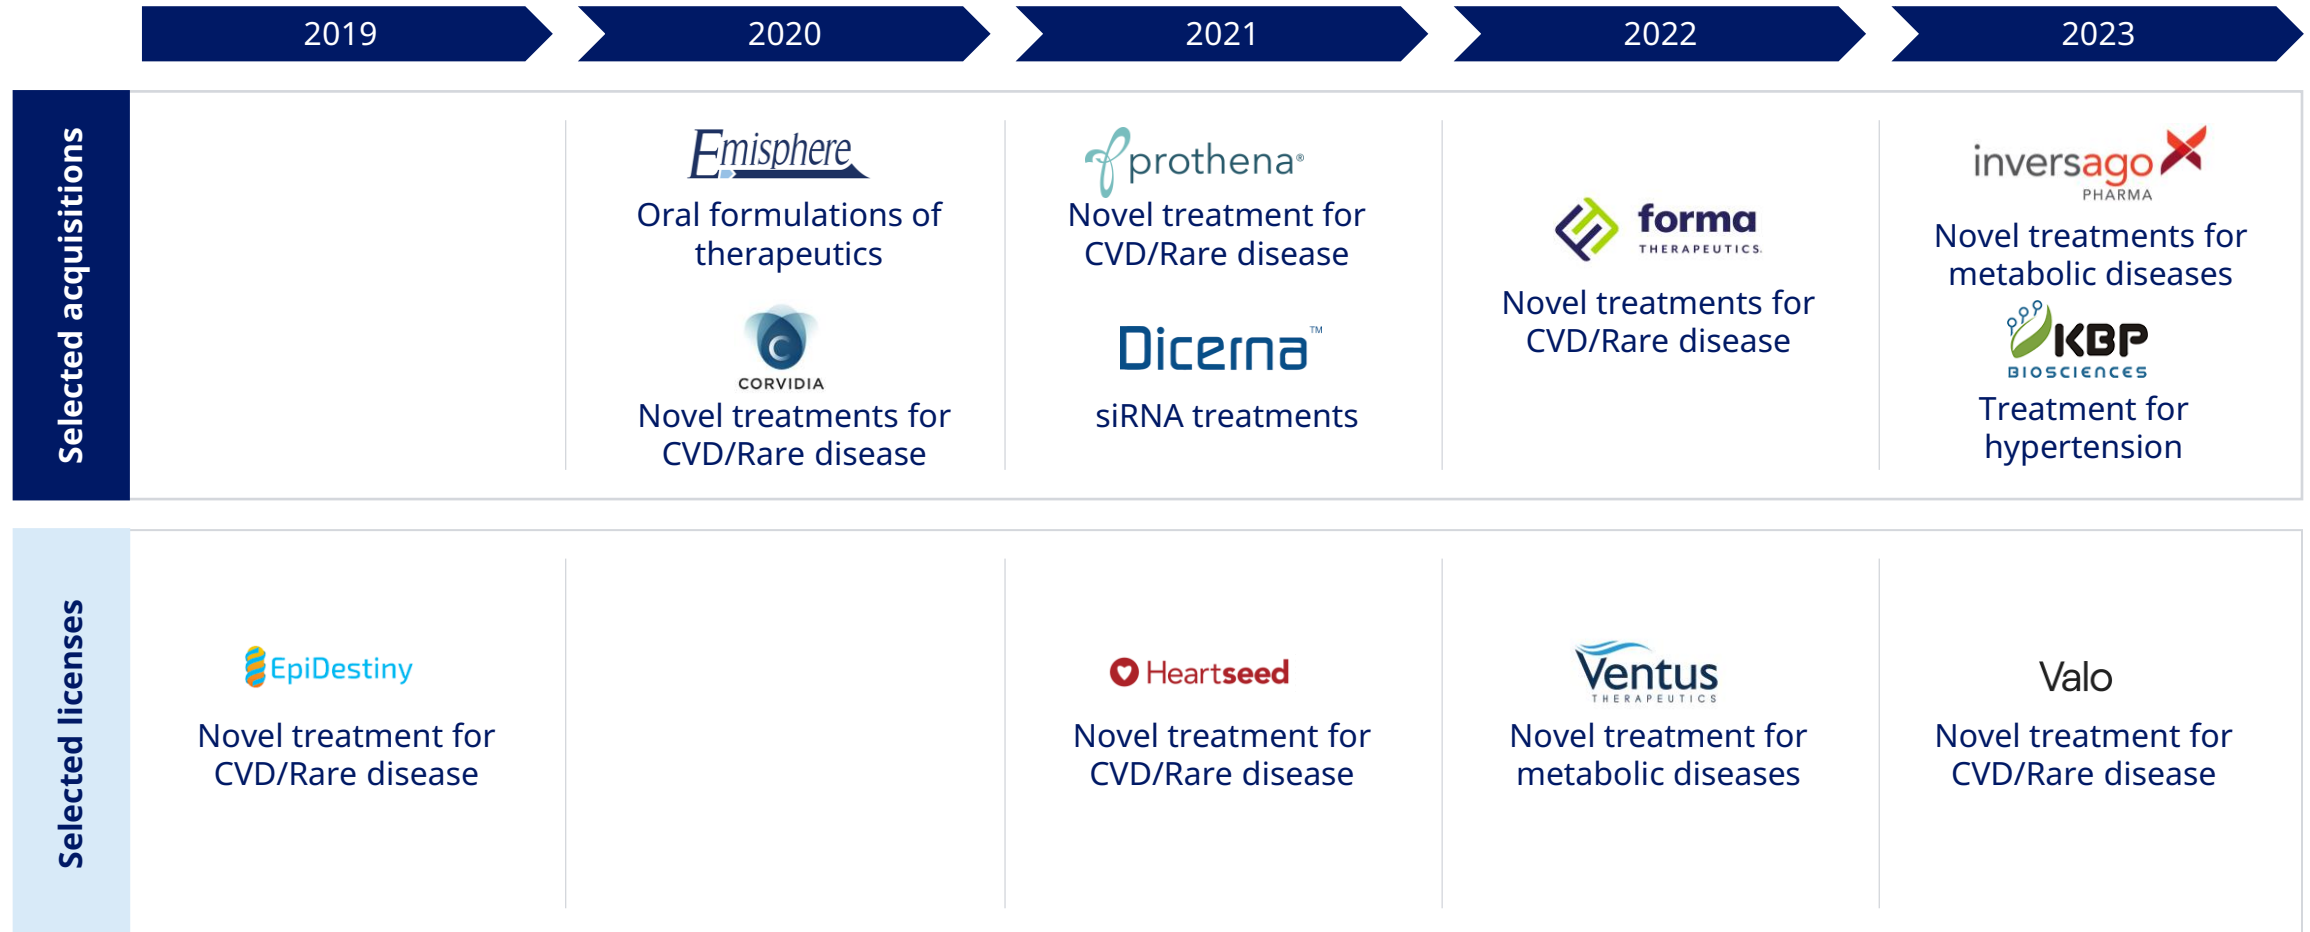 2019
2020
2021
2022
2023
Selected acquisitions
Emisphere
Oral formulations of
therapeutics
C
CORVIDIA
Novel treatments for
CVD/Rare disease
prothena®
Novel treatment for
CVD/Rare disease
Dicerna™
siRNA treatments
forma
THERAPEUTICS.
Novel treatments for
CVD/Rare disease
inversago
PHARMA
Novel treatments for
metabolic diseases
KBP
BIOSCIENCES
Treatment for
hypertension
Selected licenses
EpiDestiny
Novel treatment for
CVD/Rare disease
Heartseed
Novel treatment for
CVD/Rare disease
Ventus
THERAPEUTICS
Novel treatment for
metabolic diseases
Valo
Novel treatment for
CVD/Rare disease